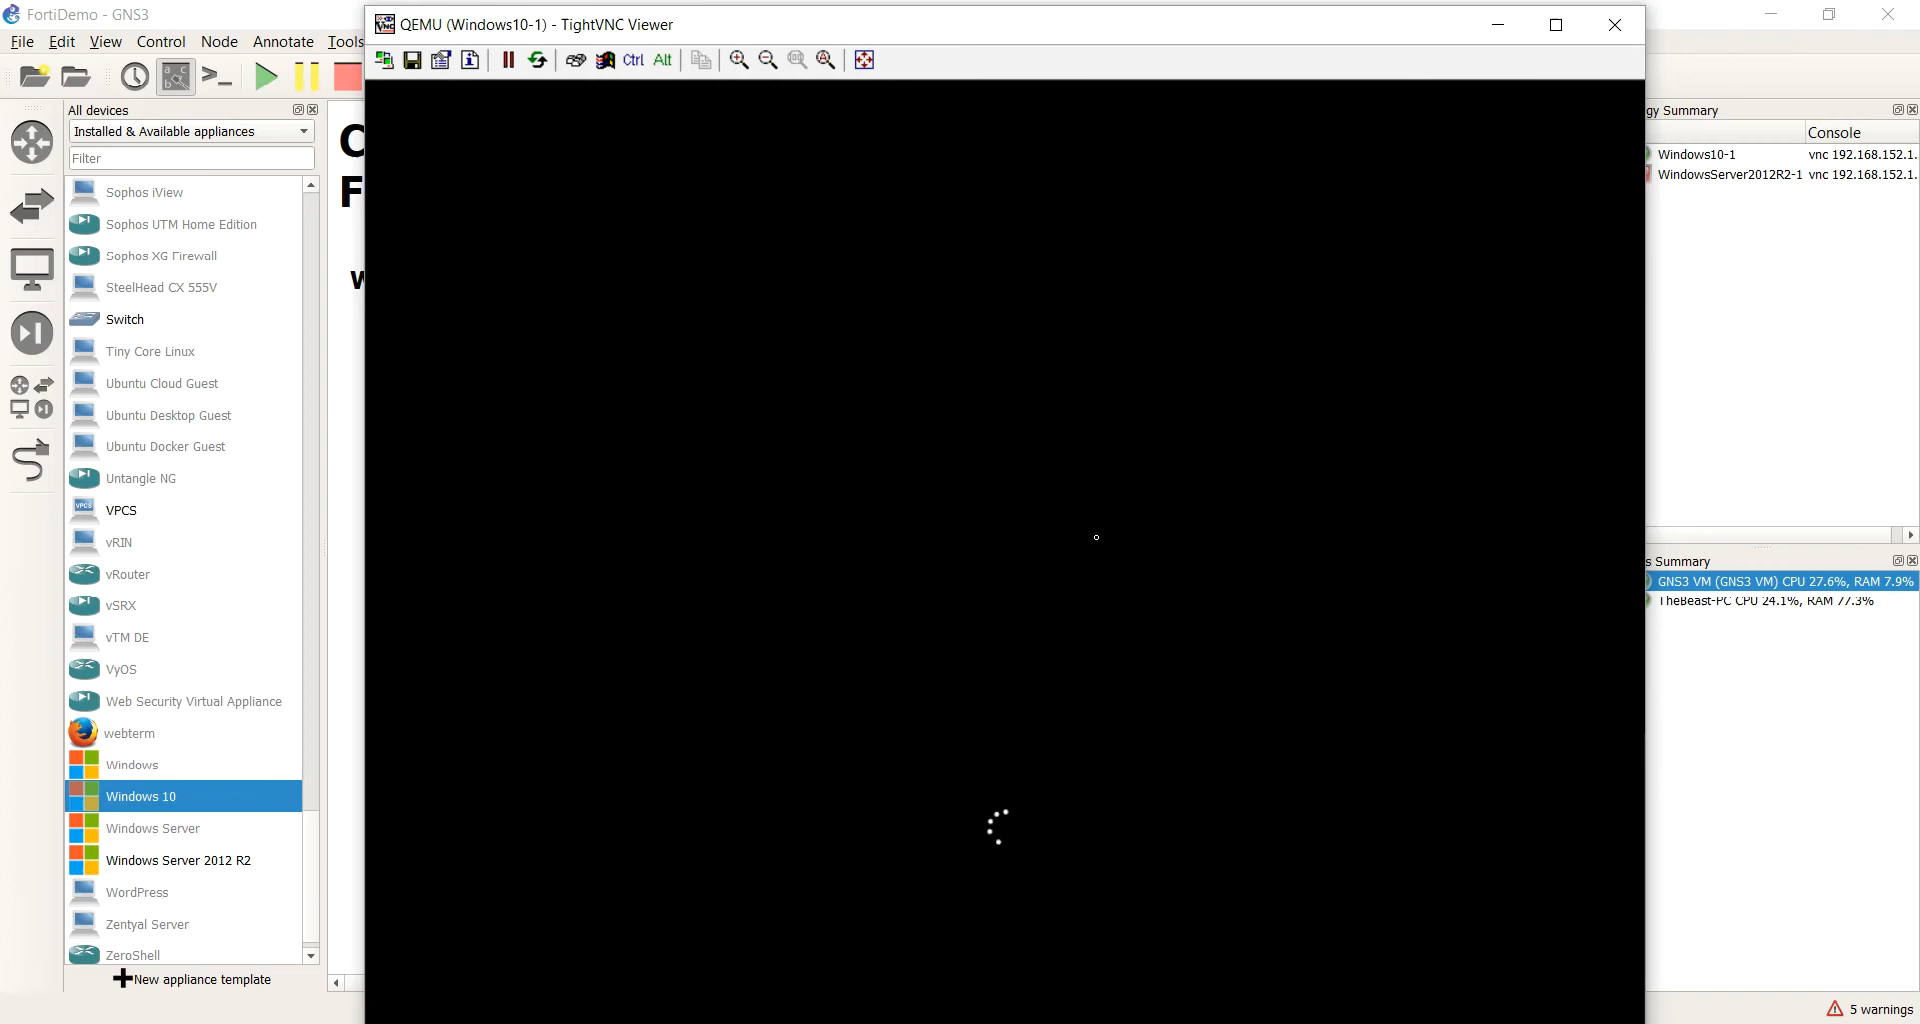 FortiDemo - GNS3
File Edit View Control Node Annotate Tools
All devices
Installed & Available appliances
Filter
Sophos iView
Sophos UTM Home Edition
Sophos XG Firewall
SteelHead CX 555V
Switch
Tiny Core Linux
Ubuntu Cloud Guest
Ubuntu Desktop Guest
Ubuntu Docker Guest
Untangle NG
VPCS
VPCS
vRIN
vRouter
vSRX
vTM DE
VyOS
Web Security Virtual Appliance
webterm
Windows
Windows 10
Windows Server
Windows Server 2012 R2
WordPress
Zentyal Server
ZeroShell
New appliance template
C
F
w
QEMU (Windows10-1) - TightVNC Viewer
Ctrl Alt
gy Summary
Console
Windows10-1 vnc 192.168.152.1.
WindowsServer2012R2-1 vnc 192.168.152.1.
s Summary
GNS3 VM (GNS3 VM) CPU 27.6%, RAM 7.9%
TheBeast-PC CPU 24.1%, RAM 77.3%
5 warnings